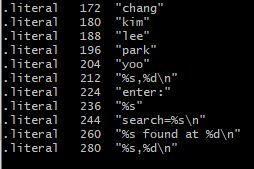 .literal 172 "chang"
.literal 180 "kim"
.literal 188 "lee"
.literal 196 "park"
.literal 204 "yoo"
.literal 212 "%s,%d\n"
.literal 224 "enter:"
.literal 236 "%s"
.literal 244 "search=%s\n"
.literal 260 "%s found at %d\n"
.literal 280 "%s,%d\n"